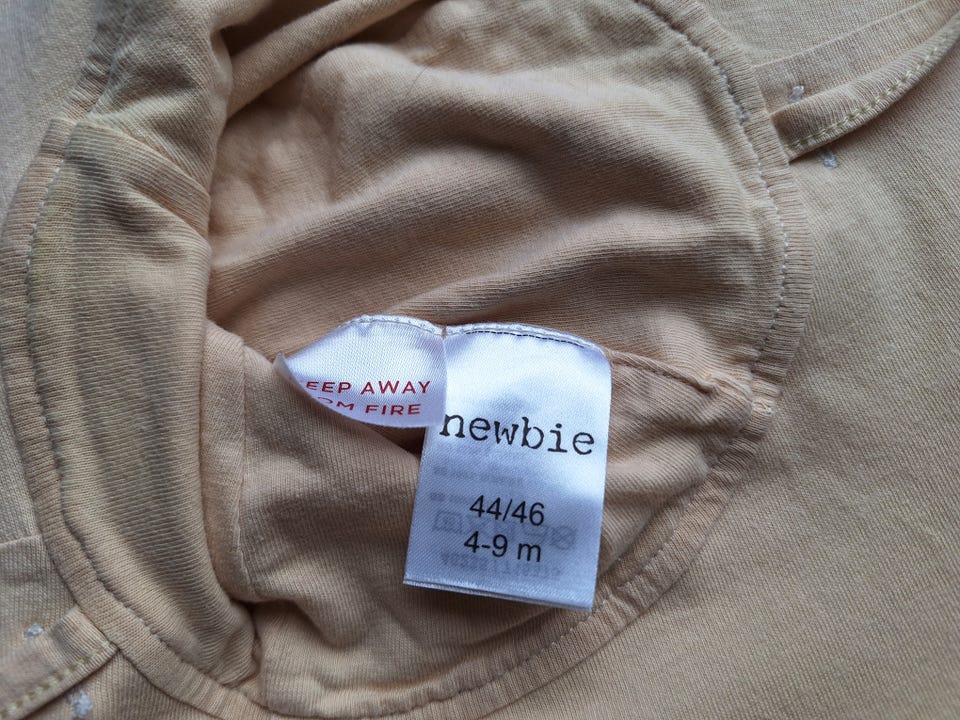 EEP AWAY
OM FIRE
newbie
44/46
4-9 m